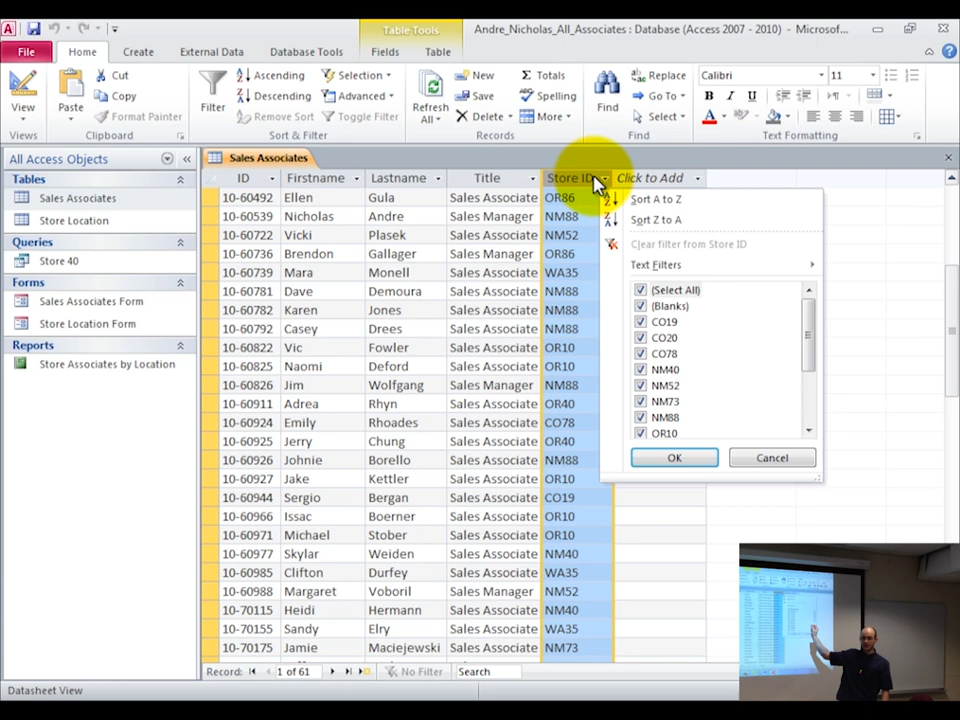 A
Table Tools
Andre_Nicholas_All_Associates : Database (Access 2007 - 2010) - Microsof...
File Home Create External Data Database Tools Fields Table
View
Views
Paste
Cut
Copy
Format Painter
Clipboard
Filter
Ascending
Descending
Remove Sort
Selection
Advanced
Toggle Filter
Sort & Filter
Refresh
All
New
Save
Delete
Totals
Spelling
More
Records
Find
Replace
Go To
Select
Find
Calibri 11
B I U
A
Text Formatting
All Access Objects
Tables
Sales Associates
Store Location
Queries
Store 40
Forms
Sales Associates Form
Store Location Form
Reports
Store Associates by Location
Sales Associates
ID Firstname Lastname Title Store ID Click to Add
10-60492 Ellen Gula Sales Associate OR86
10-60539 Nicholas Andre Sales Manager NM88
10-60722 Vicki Plasek Sales Associate NM52
10-60736 Brendon Gallager Sales Manager OR86
10-60739 Mara Monell Sales Associate WA35
10-60781 Dave Demoura Sales Associate NM88
10-60782 Karen Jones Sales Associate NM88
10-60792 Casey Drees Sales Associate NM88
10-60822 Vic Fowler Sales Associate OR10
10-60825 Naomi Deford Sales Associate OR10
10-60826 Jim Wolfgang Sales Manager NM88
10-60911 Adrea Rhyn Sales Associate OR40
10-60924 Emily Rhoades Sales Associate CO78
10-60925 Jerry Chung Sales Associate OR40
10-60926 Johnie Borello Sales Associate NM88
10-60927 Jake Kettler Sales Associate OR10
10-60944 Sergio Bergan Sales Associate CO19
10-60966 Issac Boerner Sales Associate OR10
10-60971 Michael Stober Sales Associate OR10
10-60977 Skylar Weiden Sales Associate NM40
10-60985 Clifton Durfey Sales Associate WA35
10-60988 Margaret Voboril Sales Manager NM52
10-70115 Heidi Hermann Sales Associate NM40
10-70155 Sandy Elry Sales Associate WA35
10-70175 Jamie Maciejewski Sales Associate NM73
Sort A to Z
Sort Z to A
Clear filter from Store ID
Text Filters
(Select All)
(Blanks)
CO19
CO20
CO78
NM40
NM52
NM73
NM88
OR10
OK Cancel
Record: 1 of 61 No Filter Search
Datasheet View